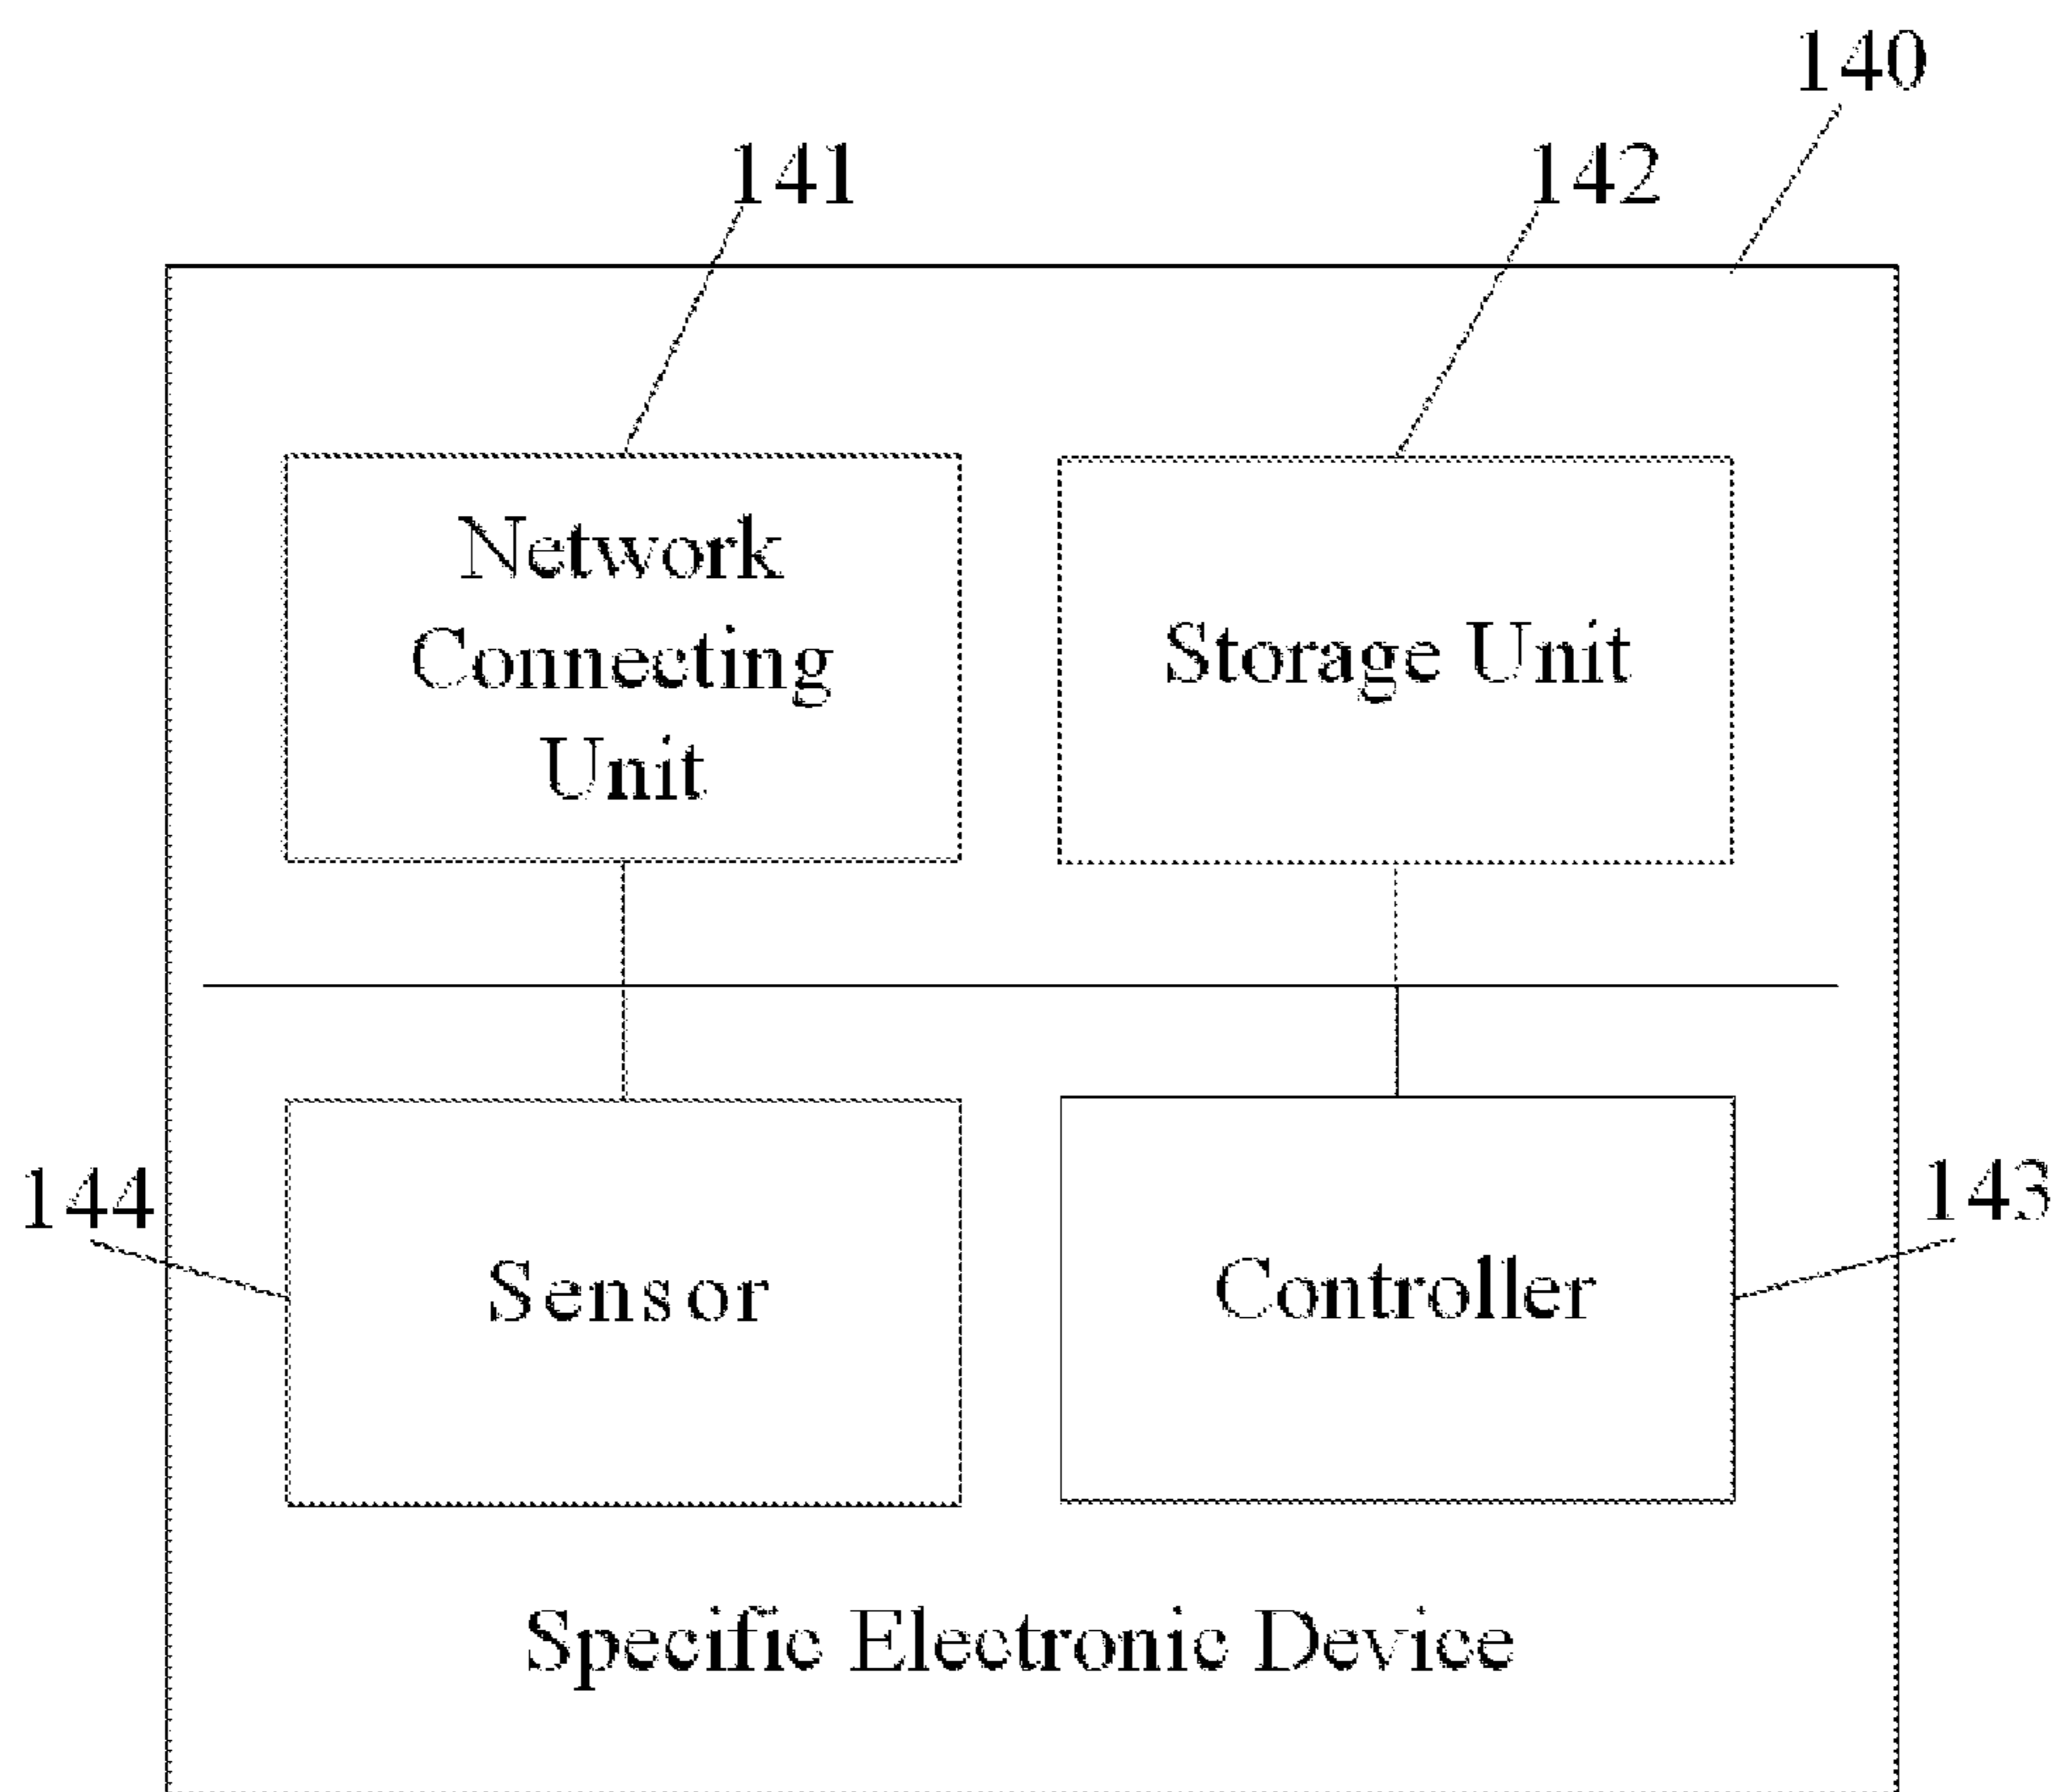 140
141
142
Network
Connecting
Unit
Storage Unit
144
143
Sensor
Controller
Specific Electronic Device